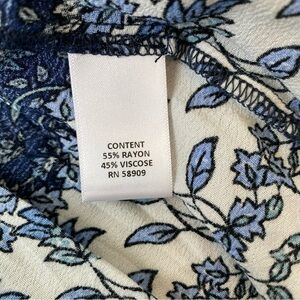 CONTENT
55% RAYON
45% VISCOSE
RN 58909